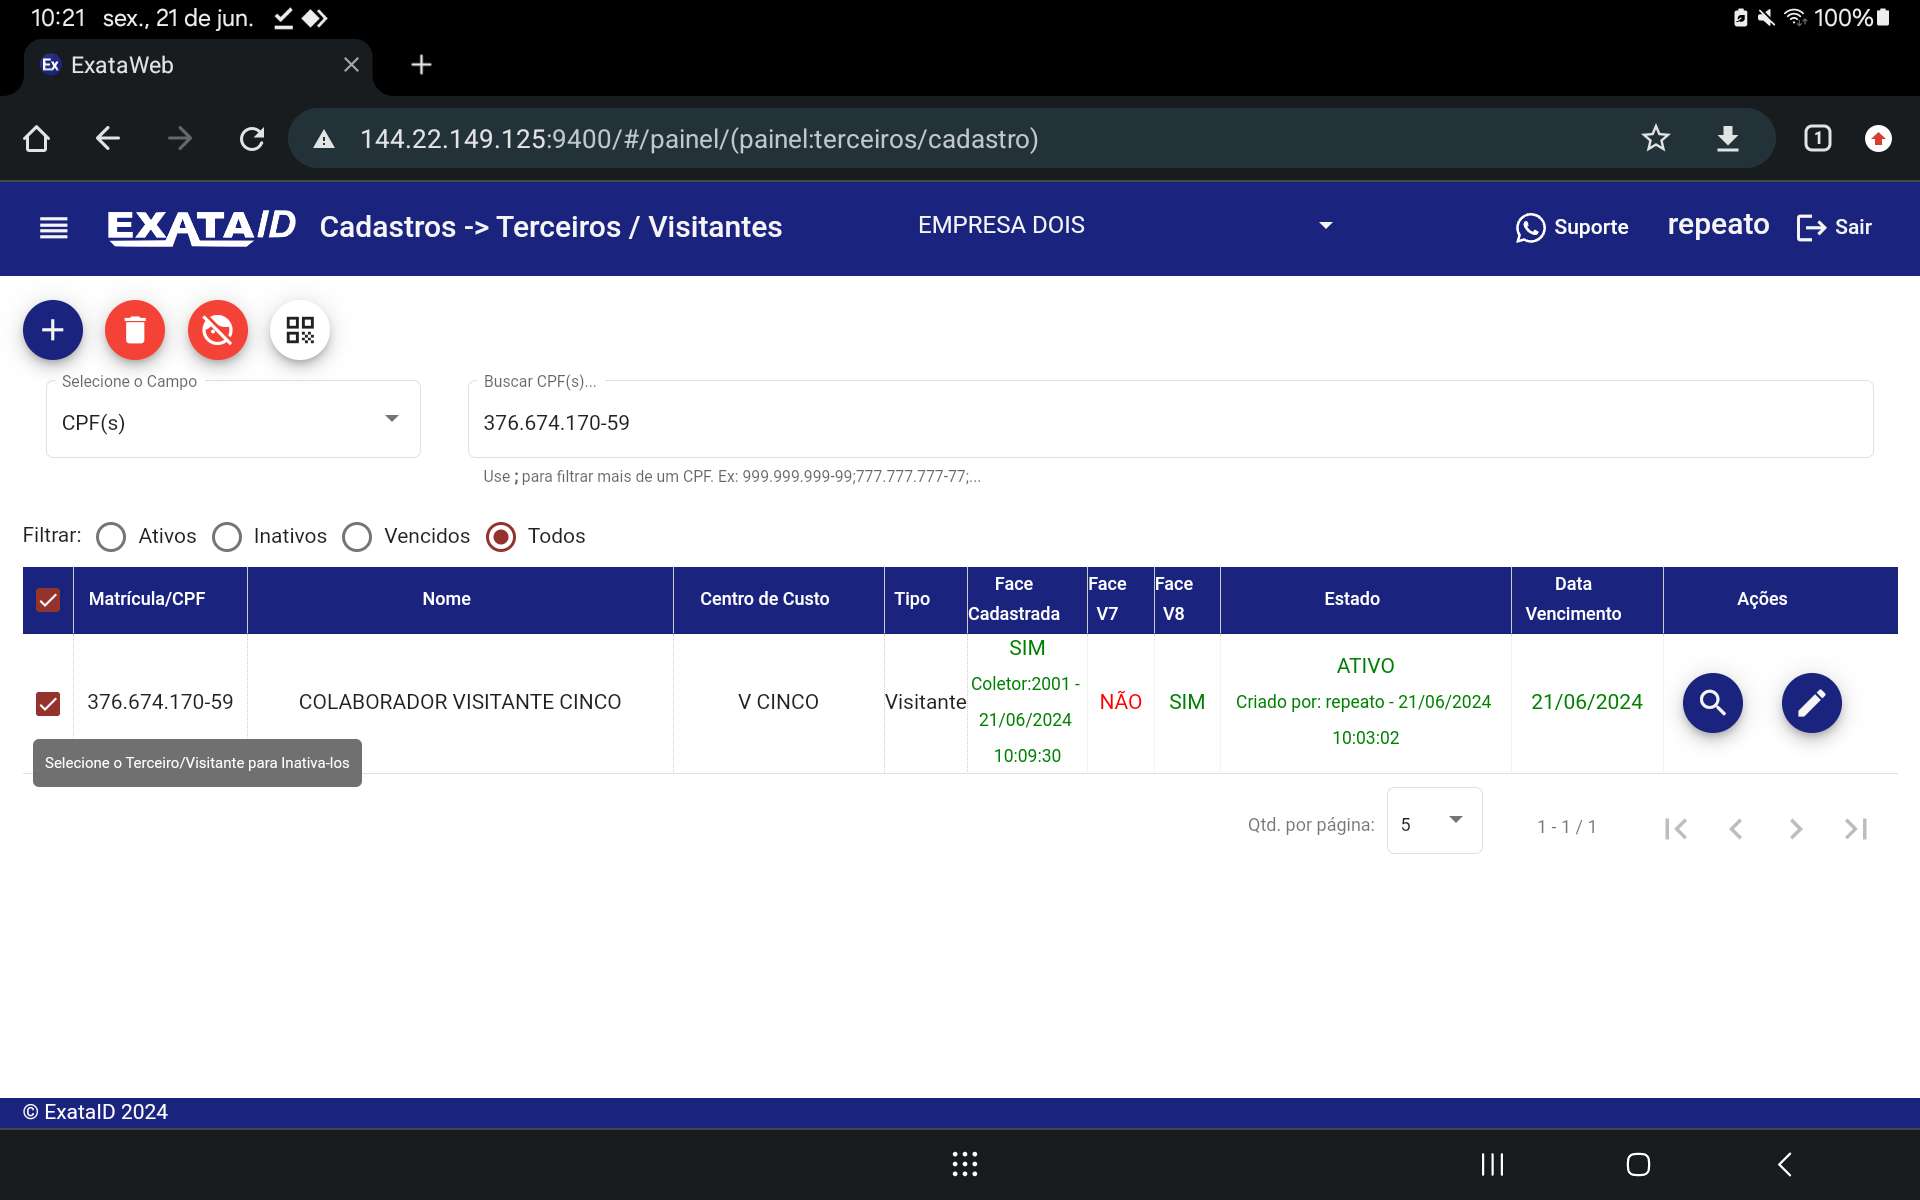 10:21 sex., 21 de jun. 100%
Ex ExataWeb
144.22.149.125:9400/#/painel/(painel:terceiros/cadastro) 1
EXATAID Cadastros -> Terceiros / Visitantes EMPRESA DOIS Suporte repeato Sair
Selecione o Campo Buscar CPF(s)...
CPF(s) 376.674.170-59
Use ; para filtrar mais de um CPF. Ex: 999.999.999-99;777.777.777-77;...
Filtrar: Ativos Inativos Vencidos Todos
Matrícula/CPF Nome Centro de Custo Tipo Face Cadastrada Face V7 Face V8 Estado Data Vencimento Ações
376.674.170-59 COLABORADOR VISITANTE CINCO V CINCO Visitante SIM Coletor:2001 - 21/06/2024 10:09:30 NÃO SIM ATIVO Criado por: repeato - 21/06/2024 10:03:02 21/06/2024
Selecione o Terceiro/Visitante para Inativa-los
Qtd. por página: 5 1 - 1 / 1
© ExataID 2024